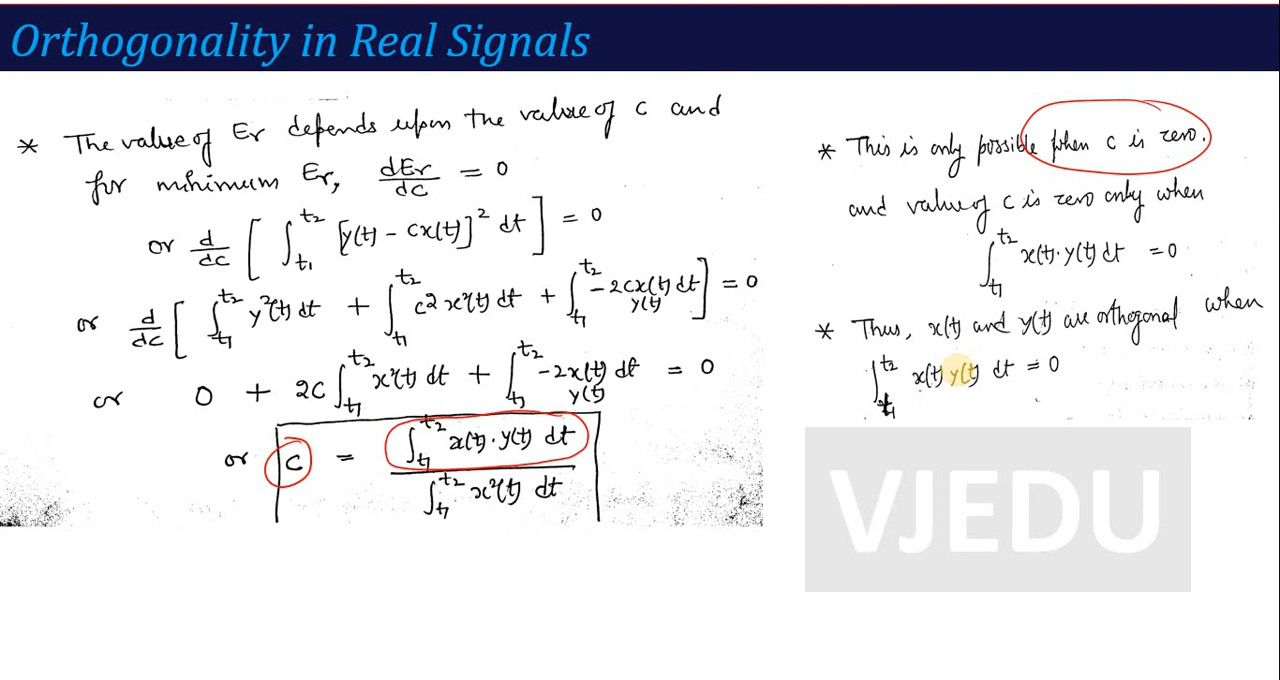 Orthogonality in Real Signals
* The value of Er depends upon the value of c and
for minimum Er, dEr/dc = 0
or d/dc [ ∫_{t1}^{t2} [y(t) - cx(t)]² dt ] = 0
or d/dc [ ∫_{t1}^{t2} y²(t) dt + ∫_{t1}^{t2} c² x²(t) dt + ∫_{t1}^{t2} -2cx(t) y(t) dt ] = 0
or 0 + 2c ∫_{t1}^{t2} x²(t) dt + ∫_{t1}^{t2} -2x(t) y(t) dt = 0
or c = ∫_{t1}^{t2} x(t)·y(t) dt / ∫_{t1}^{t2} x²(t) dt
* This is only possible when c is zero.
and value of c is zero only when
∫_{t1}^{t2} x(t)·y(t) dt = 0
* Thus, x(t) and y(t) are orthogonal when
∫_{t1}^{t2} x(t) y(t) dt = 0
VJEDU